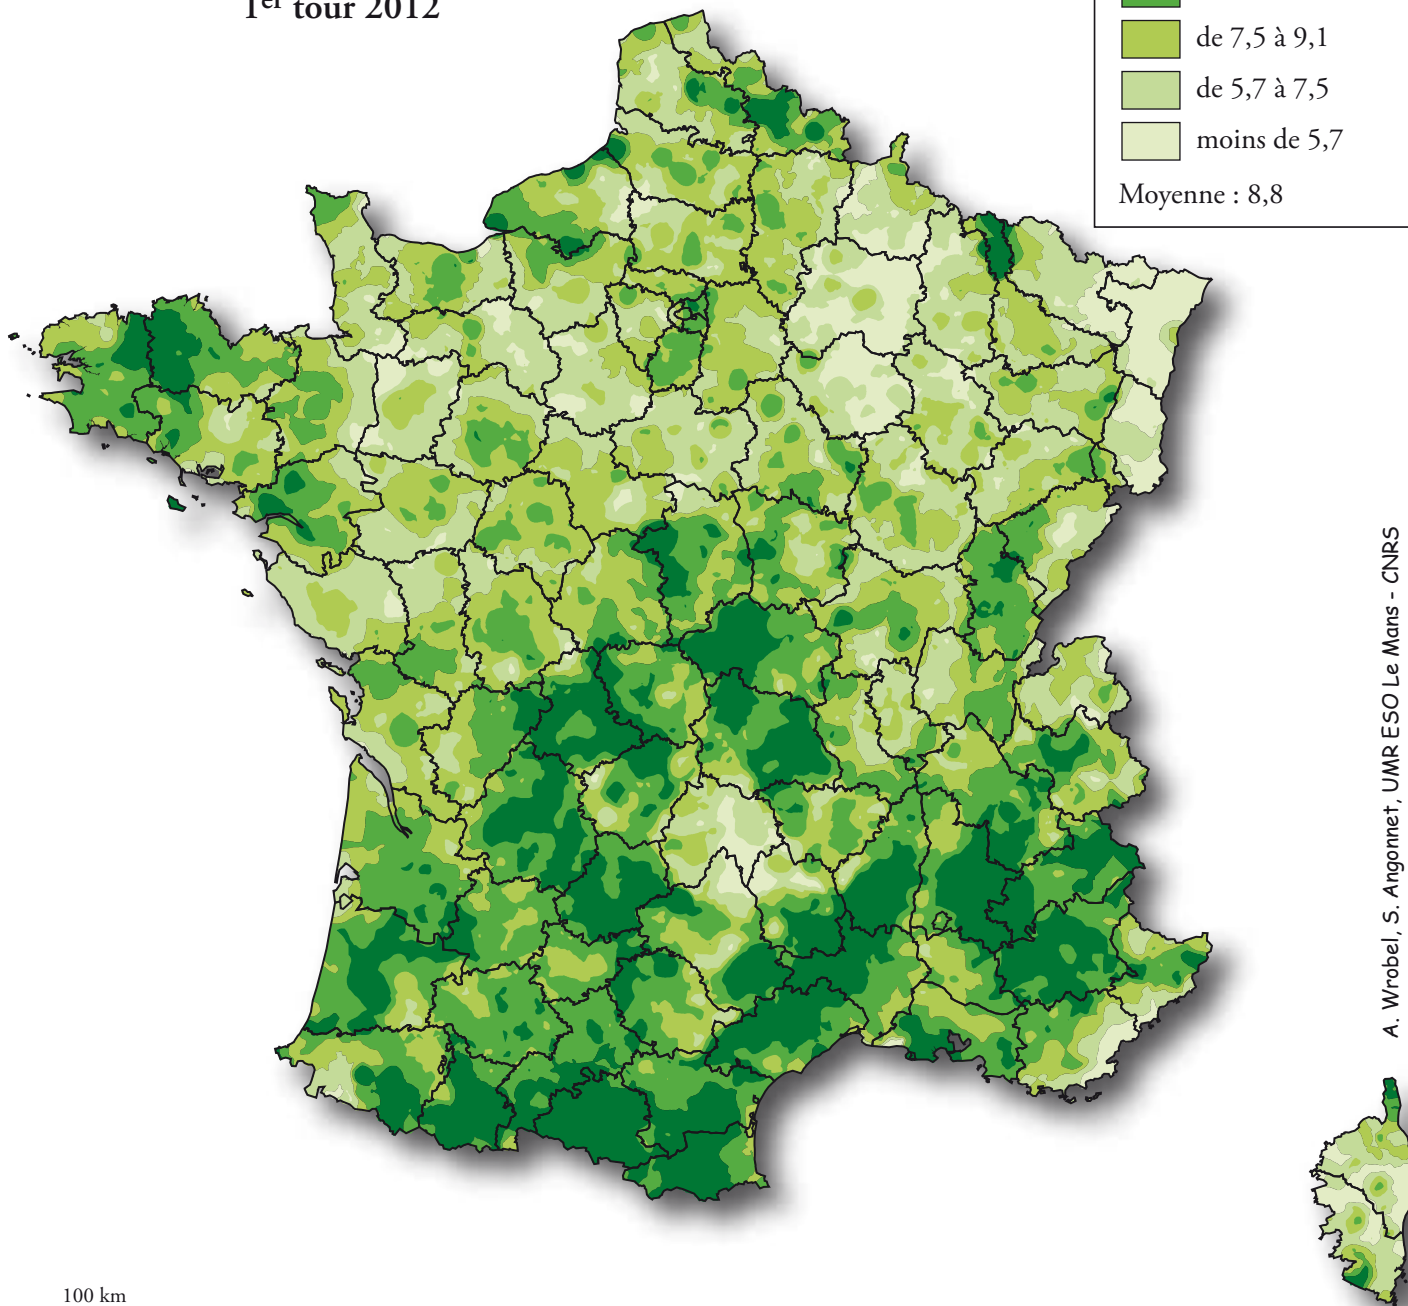 1er tour 2012
de 7,5 à 9,1
de 5,7 à 7,5
moins de 5,7
Moyenne : 8,8
A. Wrobel, S. Angonnet, UMR ESO Le Mans - CNRS
100 km